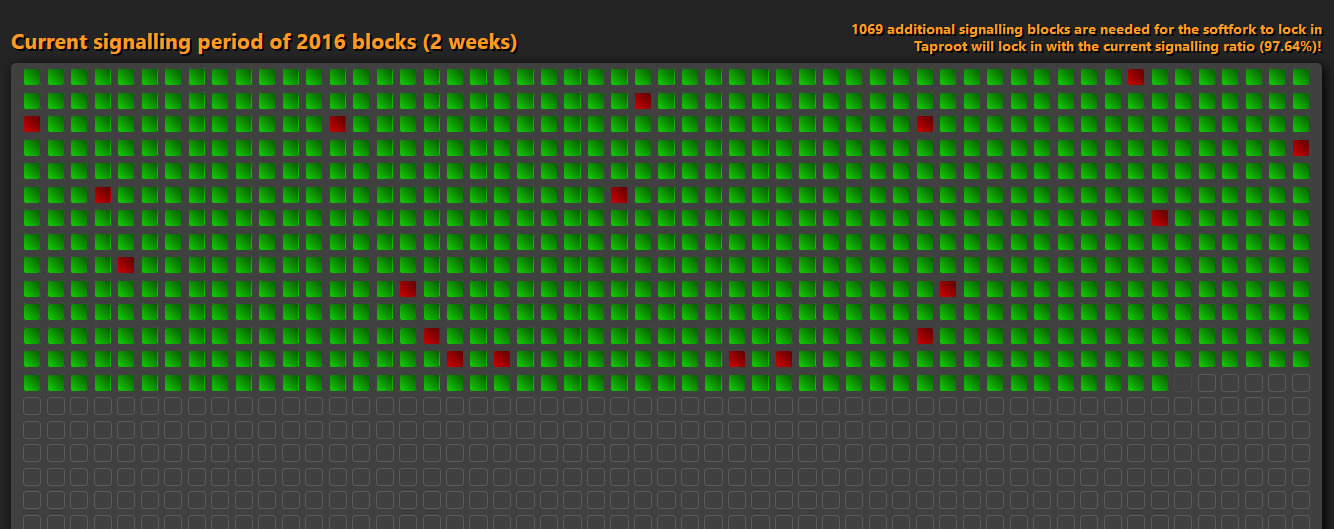 Current signalling period of 2016 blocks (2 weeks)
1069 additional signalling blocks are needed for the softfork to lock in
Taproot will lock in with the current signalling ratio (97.64%)!